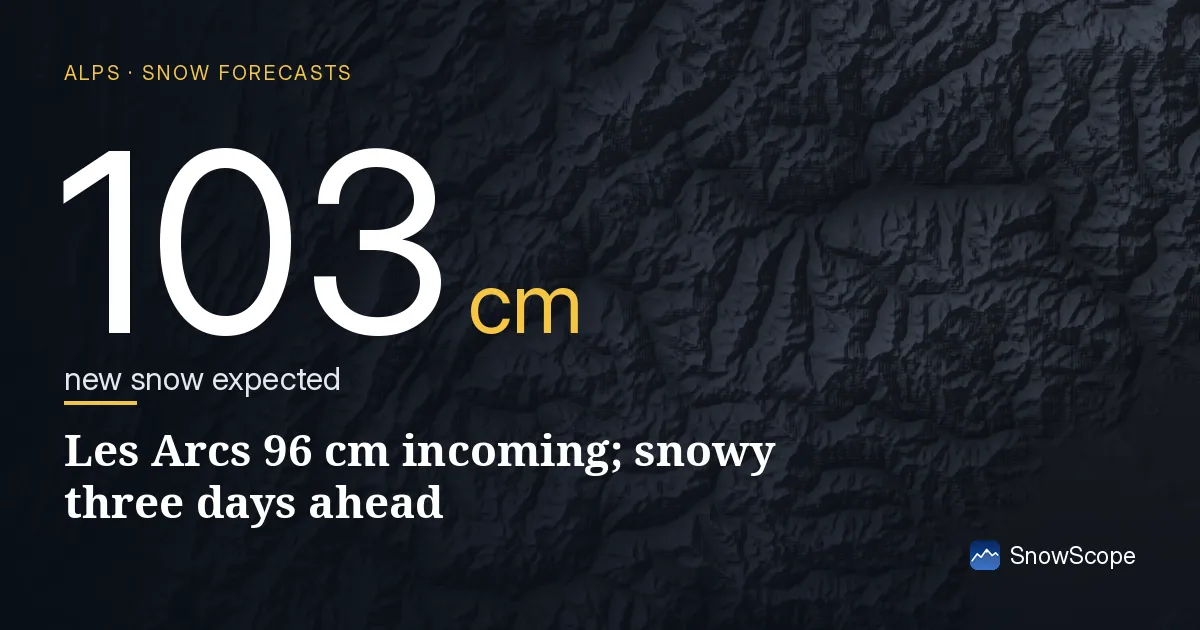 ALPS · SNOW FORECASTS
103 cm
new snow expected
Les Arcs 96 cm incoming; snowy
three days ahead
SnowScope